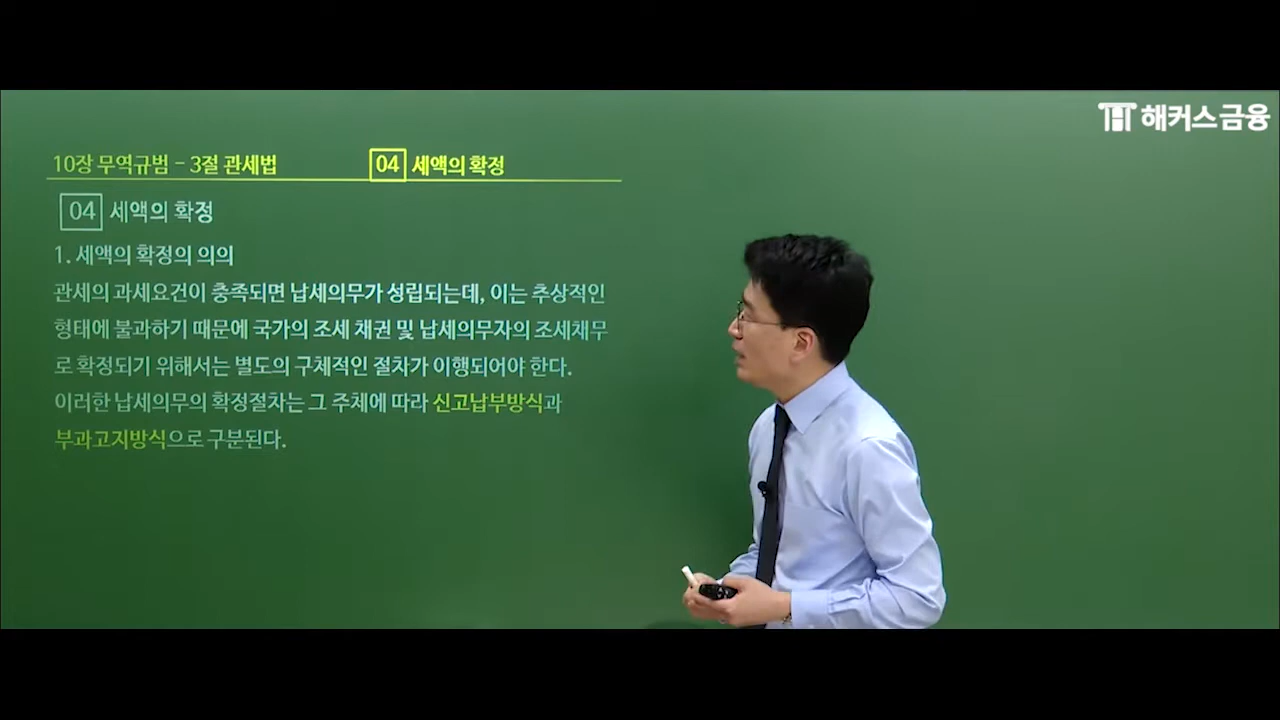 해커스금융
10장 무역규범 - 3절 관세법
04 세액의 확정
04 세액의 확정
1. 세액의 확정의 의의
관세의 과세요건이 충족되면 납세의무가 성립되는데, 이는 추상적인
형태에 불과하기 때문에 국가의 조세 채권 및 납세의무자의 조세채무
로 확정되기 위해서는 별도의 구체적인 절차가 이행되어야 한다.
이러한 납세의무의 확정절차는 그 주체에 따라 신고납부방식과
부과고지방식으로 구분된다.